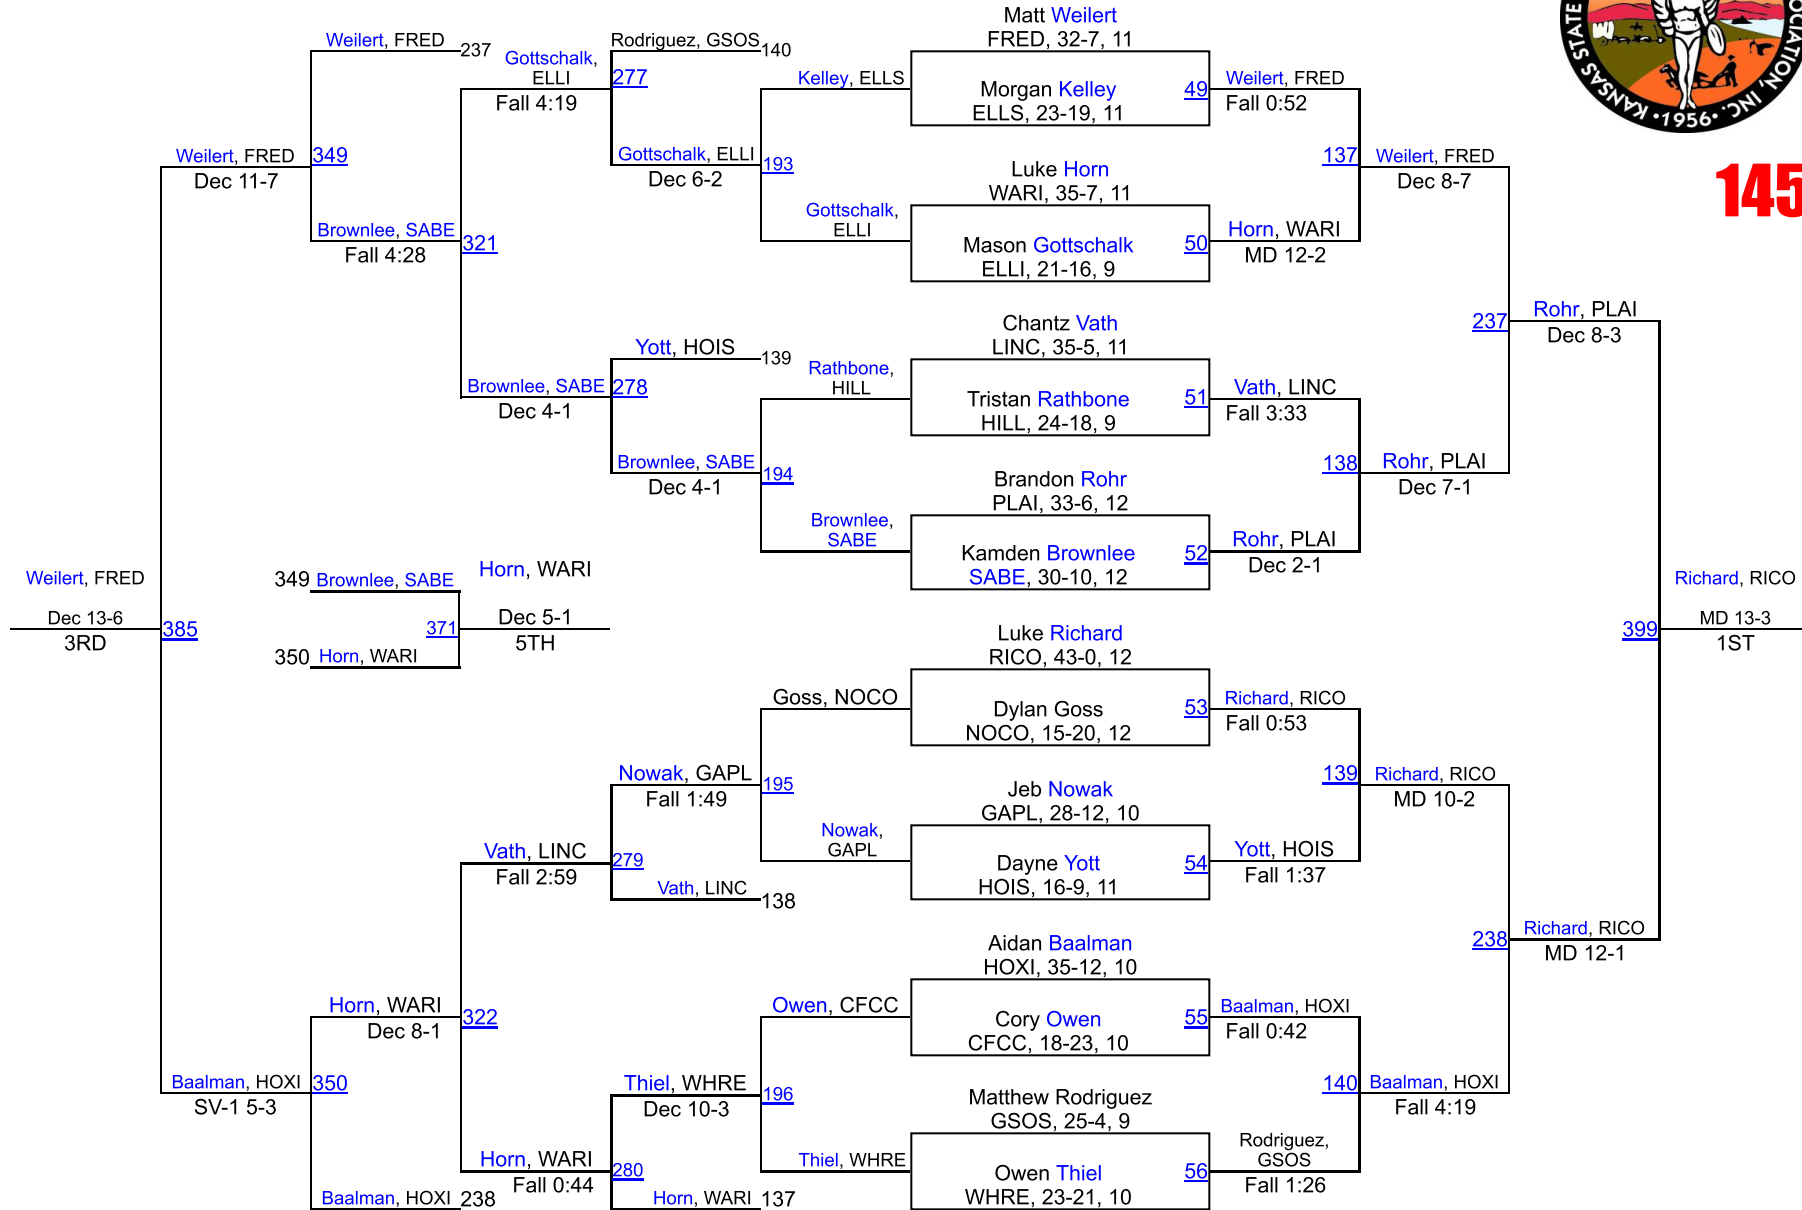 Matt Weilert
FRED, 32-7, 11
Weilert, FRED
237
Gottschalk,
ELLI
Fall 4:19
Rodriguez, GSOS
140
277
Kelley, ELLS
Morgan Kelley
ELLS, 23-19, 11
49
Weilert, FRED
Fall 0:52
KANSAS STATE
OCIATION, INC.
•1956•
Weilert, FRED
Dec 11-7
349
Gottschalk, ELLI
Dec 6-2
193
Luke Horn
WARI, 35-7, 11
137
Weilert, FRED
Dec 8-7
145
Brownlee, SABE
Fall 4:28
321
Gottschalk,
ELLI
Mason Gottschalk
ELLI, 21-16, 9
50
Horn, WARI
MD 12-2
Chantz Vath
LINC, 35-5, 11
237
Rohr, PLAI
Dec 8-3
Yott, HOIS
139
Brownlee, SABE
Dec 4-1
278
Rathbone,
HILL
Tristan Rathbone
HILL, 24-18, 9
51
Vath, LINC
Fall 3:33
Brownlee, SABE
Dec 4-1
194
Brandon Rohr
PLAI, 33-6, 12
138
Rohr, PLAI
Dec 7-1
Brownlee,
SABE
Kamden Brownlee
SABE, 30-10, 12
52
Rohr, PLAI
Dec 2-1
Weilert, FRED
Dec 13-6
3RD
385
349
Brownlee, SABE
Horn, WARI
371
Dec 5-1
5TH
350
Horn, WARI
Richard, RICO
399
MD 13-3
1ST
Luke Richard
RICO, 43-0, 12
Goss, NOCO
Dylan Goss
NOCO, 15-20, 12
53
Richard, RICO
Fall 0:53
Nowak, GAPL
Fall 1:49
195
Jeb Nowak
GAPL, 28-12, 10
139
Richard, RICO
MD 10-2
Vath, LINC
Fall 2:59
279
Vath, LINC
138
Nowak,
GAPL
Dayne Yott
HOIS, 16-9, 11
54
Yott, HOIS
Fall 1:37
Aidan Baalman
HOXI, 35-12, 10
238
Richard, RICO
MD 12-1
Horn, WARI
Dec 8-1
322
Owen, CFCC
Cory Owen
CFCC, 18-23, 10
55
Baalman, HOXI
Fall 0:42
Baalman, HOXI
SV-1 5-3
350
Thiel, WHRE
Dec 10-3
196
Matthew Rodriguez
GSOS, 25-4, 9
140
Baalman, HOXI
Fall 4:19
Horn, WARI
Fall 0:44
280
Thiel, WHRE
Owen Thiel
WHRE, 23-21, 10
56
Rodriguez,
GSOS
Fall 1:26
Baalman, HOXI
238
Horn, WARI
137